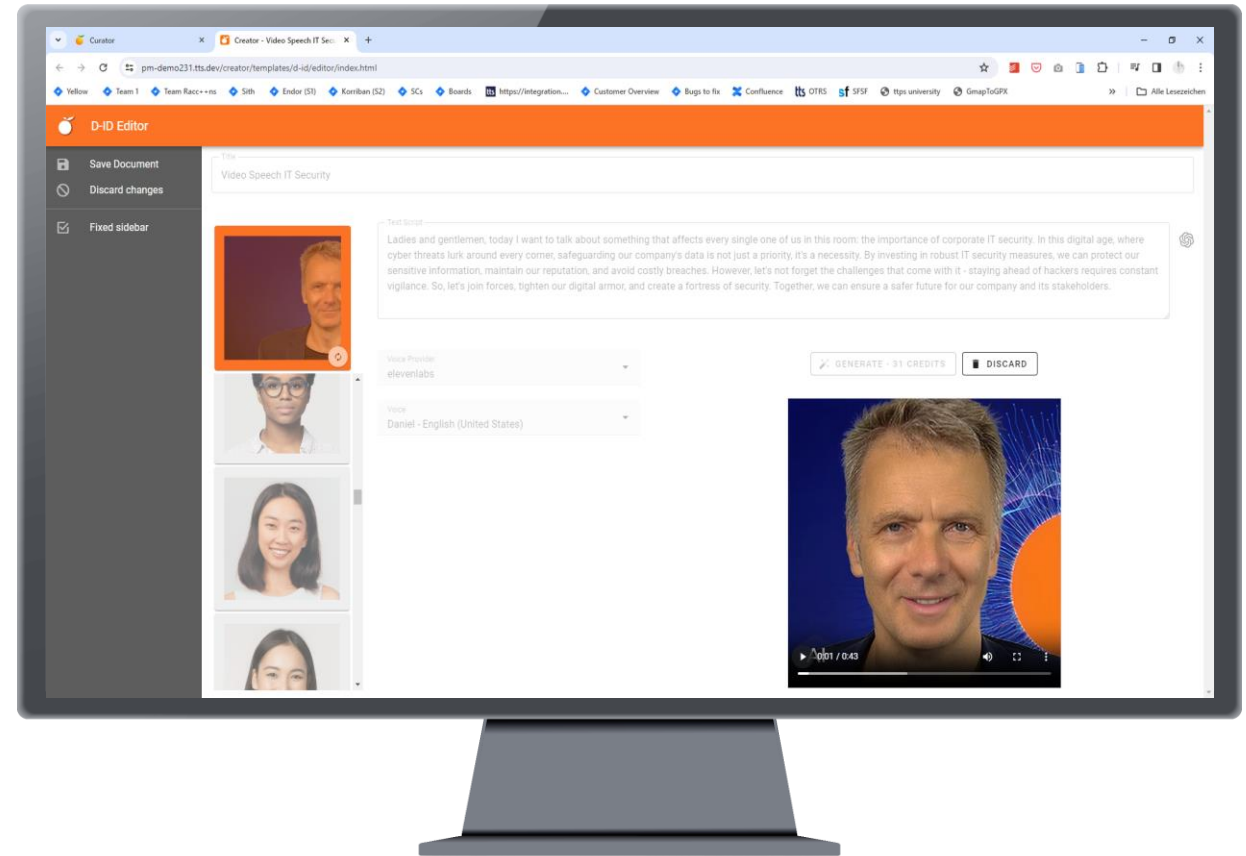 Curator
Creator - Video Speech IT Sec
pm-demo231.tts.dev/creator/templates/d-id/editor/index.html
Yellow Team 1 Team Racc++ns Sith Endor (S1) Korriban (S2) SCs Boards tts https://integration.... Customer Overview Bugs to fix Confluence tts OTRS sf SFSF ttps university GmapToGPX » Alle Lesezeichen
D-ID Editor
Save Document
Discard changes
Fixed sidebar
Title
Video Speech IT Security
Text Script
Ladies and gentlemen, today I want to talk about something that affects every single one of us in this room: the importance of corporate IT security. In this digital age, where
cyber threats lurk around every corner, safeguarding our company's data is not just a priority, it's a necessity. By investing in robust IT security measures, we can protect our
sensitive information, maintain our reputation, and avoid costly breaches. However, let's not forget the challenges that come with it - staying ahead of hackers requires constant
vigilance. So, let's join forces, tighten our digital armor, and create a fortress of security. Together, we can ensure a safer future for our company and its stakeholders.
Voice Provider
elevenlabs
Voice
Daniel - English (United States)
GENERATE - 31 CREDITS
DISCARD
AI
0:01 / 0:43